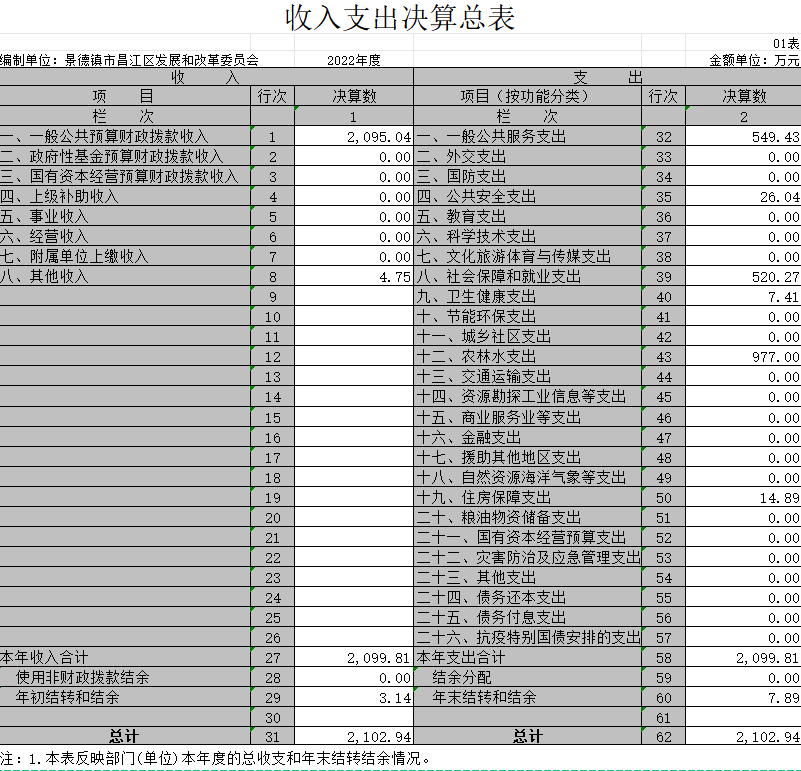 收入支出决算总表
01表
编制单位：景德镇市昌江区发展和改革委员会 2022年度 金额单位：万元
收 入 支 出
项 目 行次 决算数 项目（按功能分类） 行次 决算数
栏 次 1 栏 次 2
一、一般公共预算财政拨款收入 1 2,095.04 一、一般公共服务支出 32 549.43
二、政府性基金预算财政拨款收入 2 0.00 二、外交支出 33 0.00
三、国有资本经营预算财政拨款收入 3 0.00 三、国防支出 34 0.00
四、上级补助收入 4 0.00 四、公共安全支出 35 26.04
五、事业收入 5 0.00 五、教育支出 36 0.00
六、经营收入 6 0.00 六、科学技术支出 37 0.00
七、附属单位上缴收入 7 0.00 七、文化旅游体育与传媒支出 38 0.00
八、其他收入 8 4.75 八、社会保障和就业支出 39 520.27
9 九、卫生健康支出 40 7.41
10 十、节能环保支出 41 0.00
11 十一、城乡社区支出 42 0.00
12 十二、农林水支出 43 977.00
13 十三、交通运输支出 44 0.00
14 十四、资源勘探工业信息等支出 45 0.00
15 十五、商业服务业等支出 46 0.00
16 十六、金融支出 47 0.00
17 十七、援助其他地区支出 48 0.00
18 十八、自然资源海洋气象等支出 49 0.00
19 十九、住房保障支出 50 14.89
20 二十、粮油物资储备支出 51 0.00
21 二十一、国有资本经营预算支出 52 0.00
22 二十二、灾害防治及应急管理支出 53 0.00
23 二十三、其他支出 54 0.00
24 二十四、债务还本支出 55 0.00
25 二十五、债务付息支出 56 0.00
26 二十六、抗疫特别国债安排的支出 57 0.00
本年收入合计 27 2,099.81 本年支出合计 58 2,099.81
使用非财政拨款结余 28 0.00 结余分配 59 0.00
年初结转和结余 29 3.14 年末结转和结余 60 7.89
30 61
总计 31 2,102.94 总计 62 2,102.94
注：1.本表反映部门(单位)本年度的总收支和年末结转结余情况。